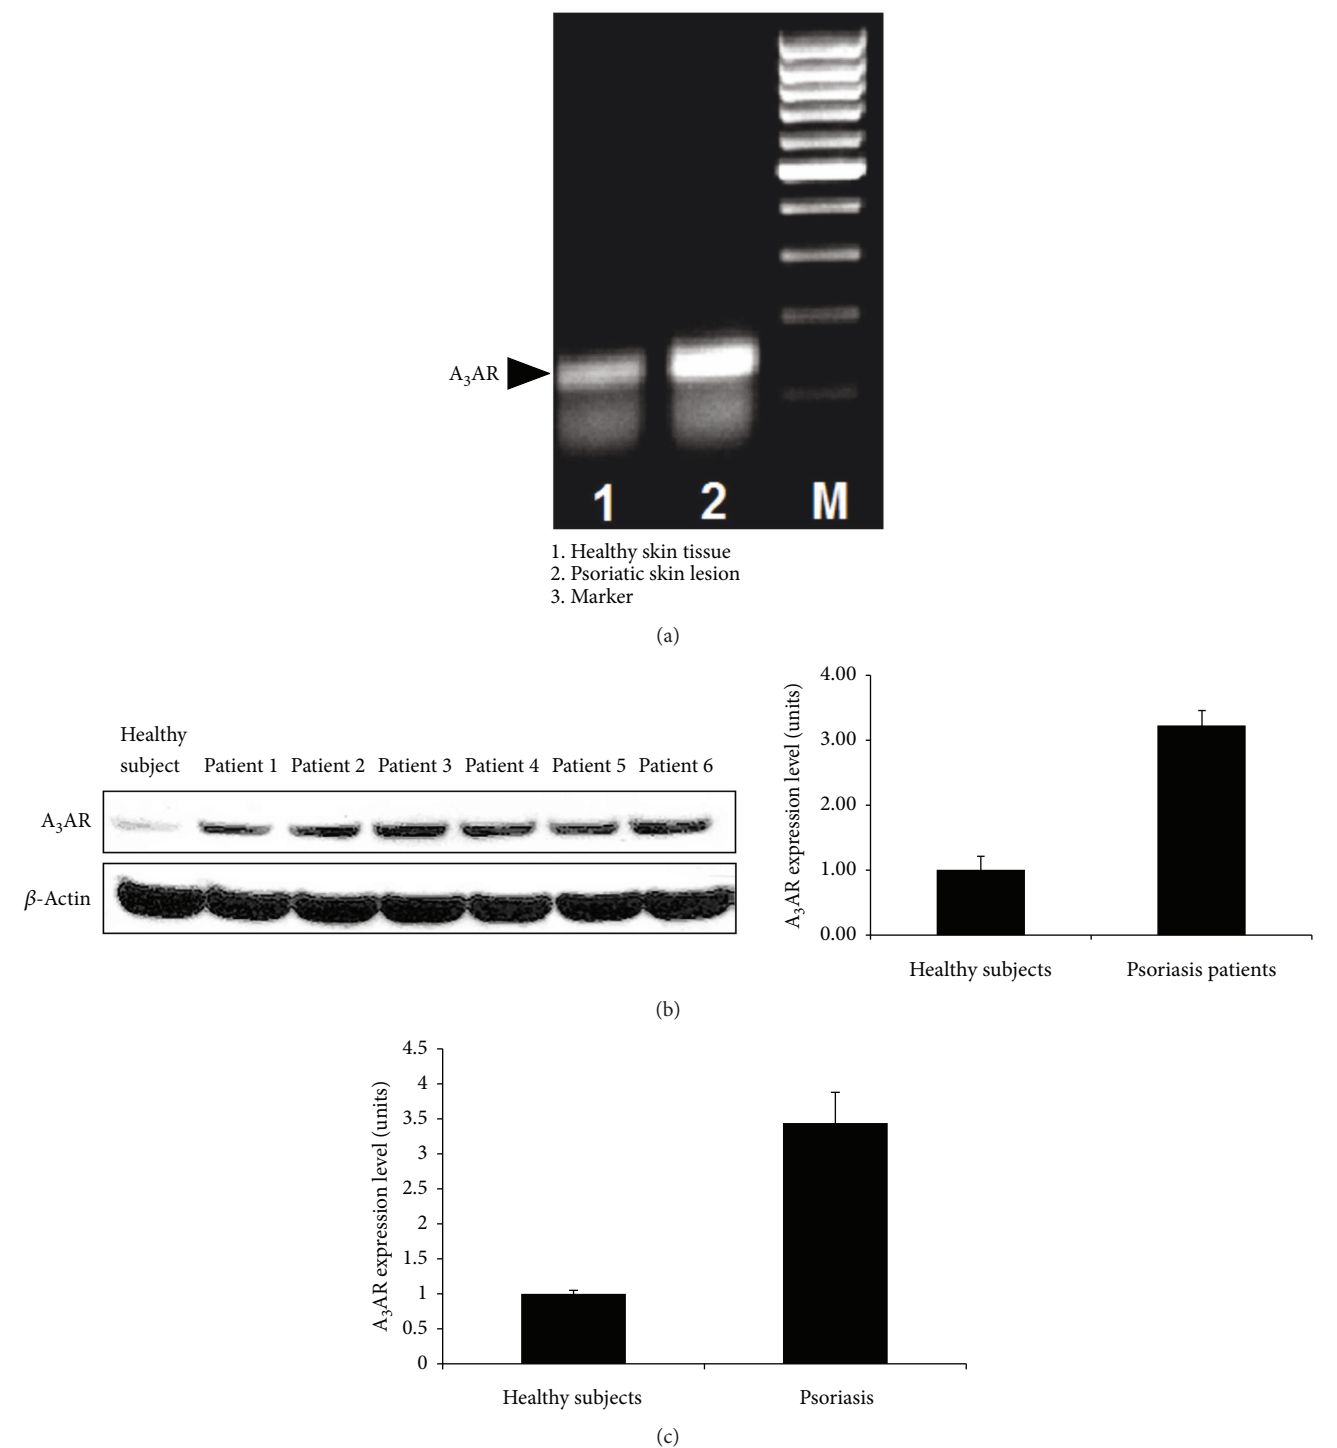 A₃AR
1 2 M
1. Healthy skin tissue
2. Psoriatic skin lesion
3. Marker
(a)
Healthy
subject Patient 1 Patient 2 Patient 3 Patient 4 Patient 5 Patient 6
A₃AR
β-Actin
A₃AR expression level (units)
4.00
3.00
2.00
1.00
0.00
Healthy subjects Psoriasis patients
(b)
A₃AR expression level (units)
4.5
4
3.5
3
2.5
2
1.5
1
0.5
0
Healthy subjects Psoriasis
(c)